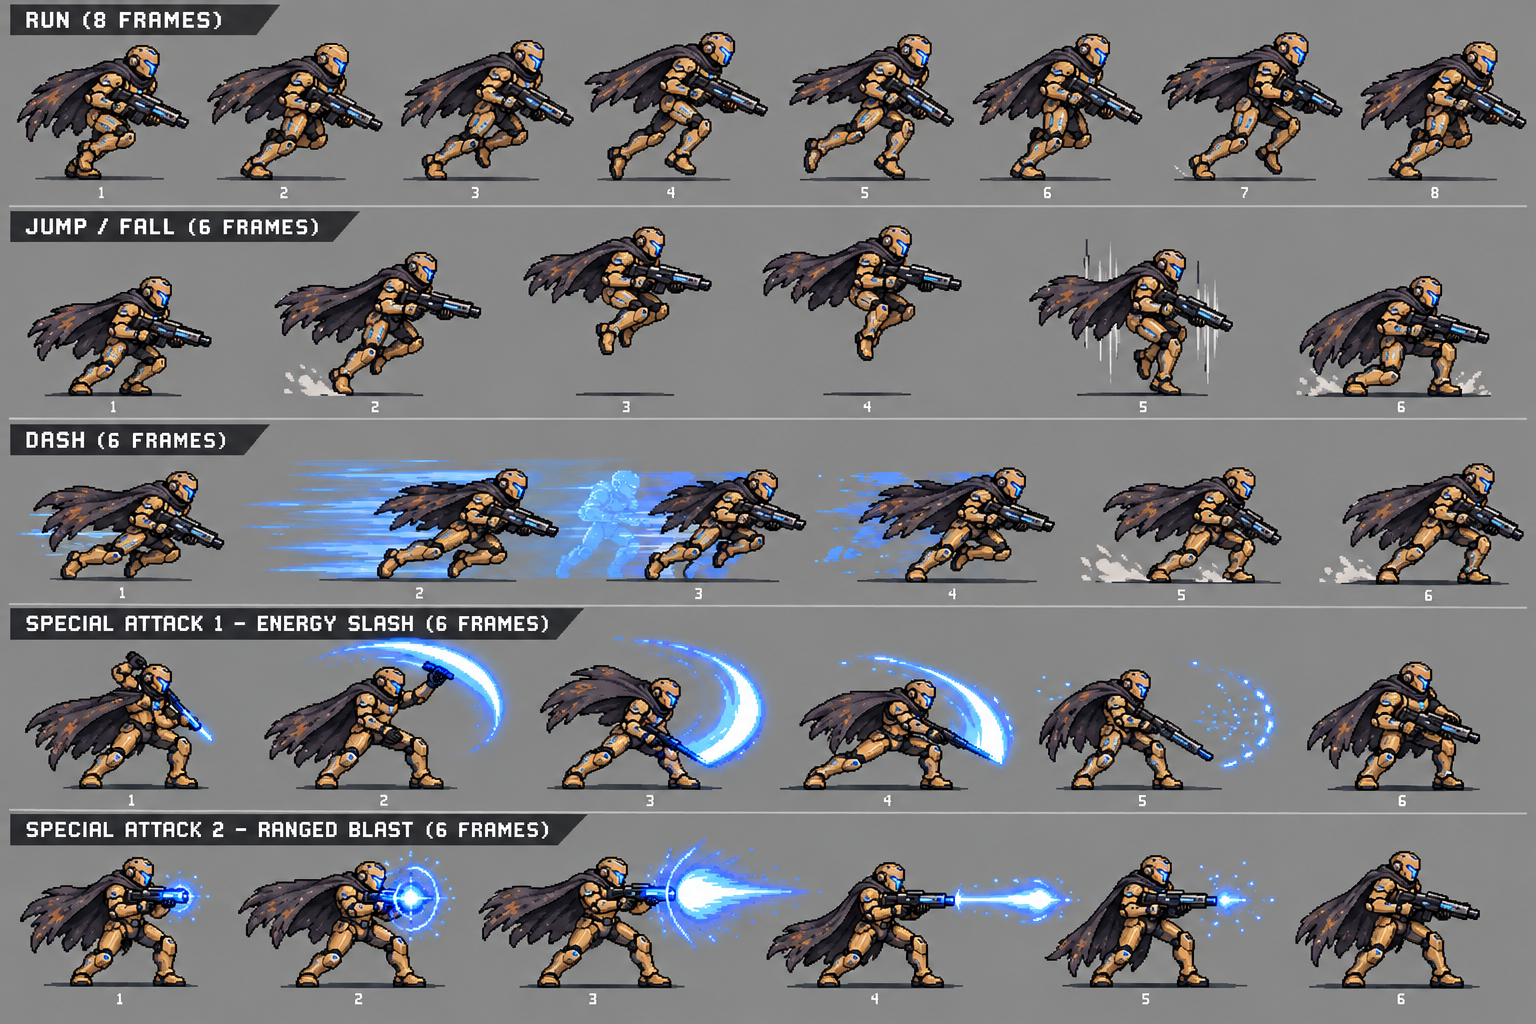 RUN (8 FRAMES)
1 2 3 4 5 6 7 8
JUMP / FALL (6 FRAMES)
1 2 3 4 5 6
DASH (6 FRAMES)
1 2 3 4 5 6
SPECIAL ATTACK 1 - ENERGY SLASH (6 FRAMES)
1 2 3 4 5 6
SPECIAL ATTACK 2 - RANGED BLAST (6 FRAMES)
1 2 3 4 5 6